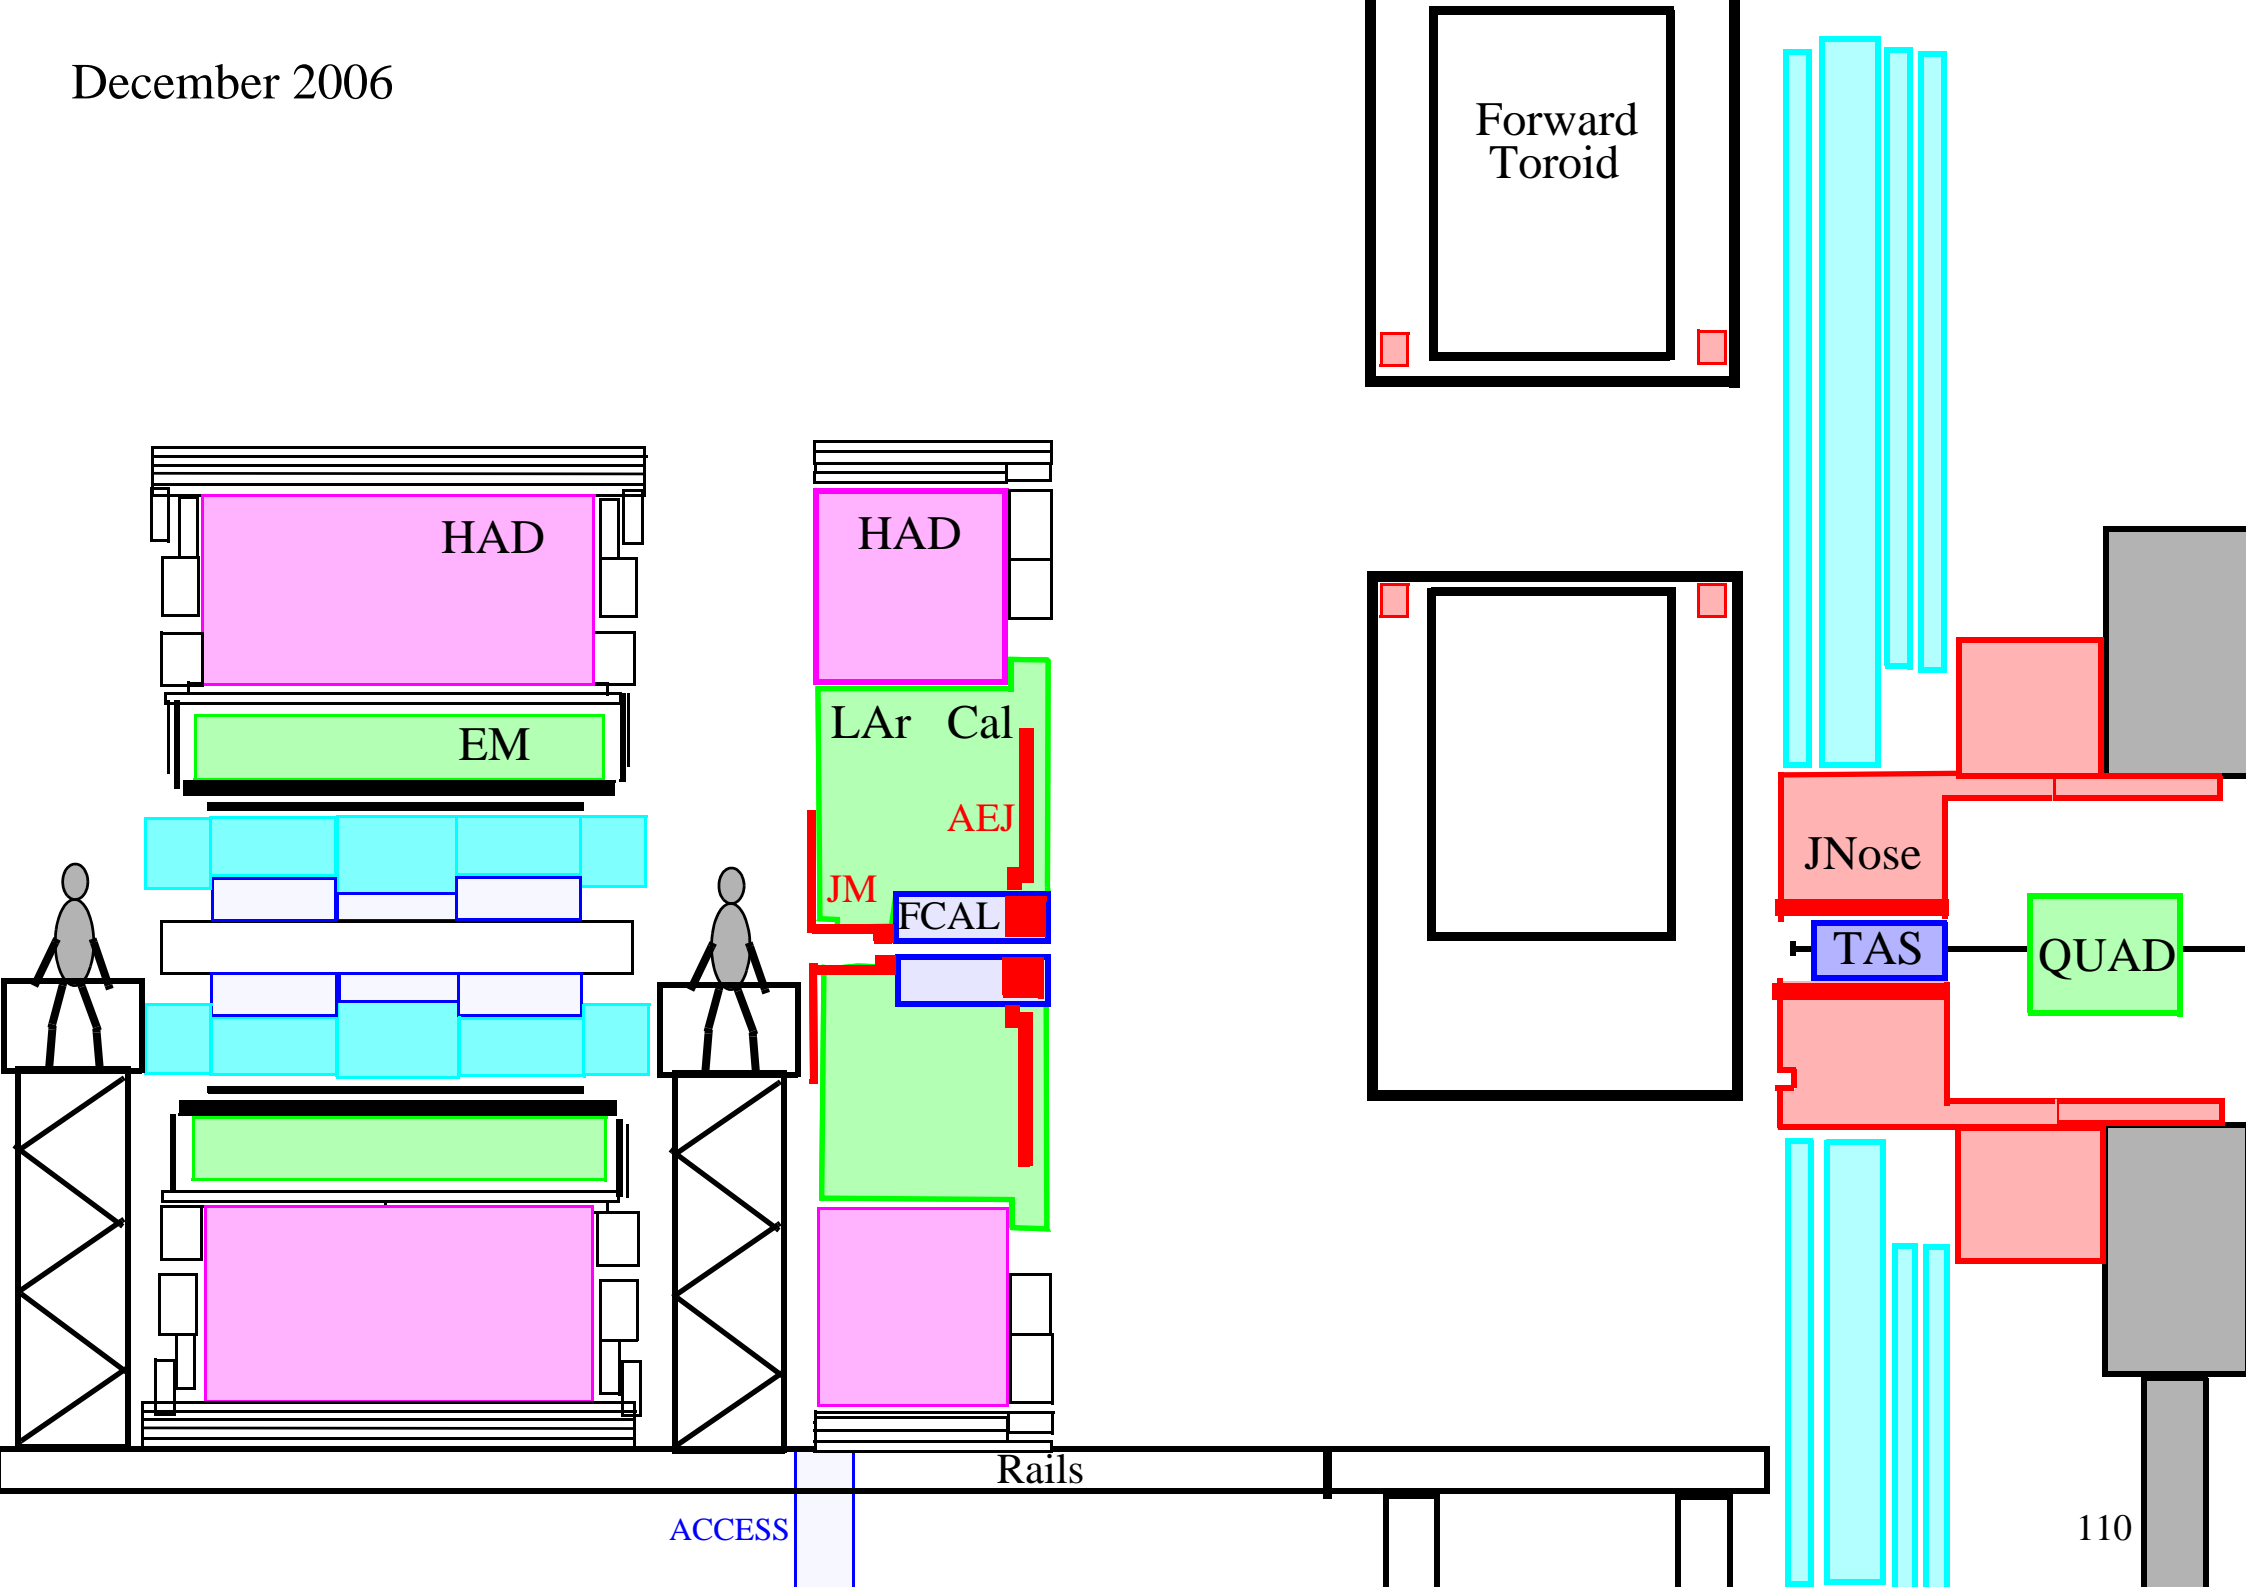 December 2006
Forward
Toroid
HAD
HAD
LAr Cal
EM
AEJ
JM
JNose
FCAL
TAS
QUAD
Rails
ACCESS
110